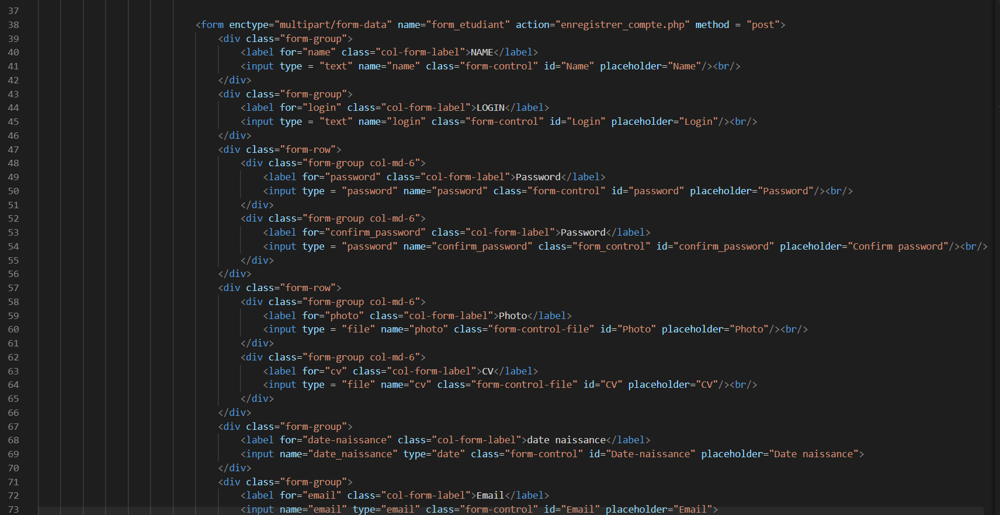 37
38 <form enctype="multipart/form-data" name="form_etudiant" action="enregistrer_compte.php" method = "post">
39 <div class="form-group">
40 <label for="name" class="col-form-label">NAME</label>
41 <input type = "text" name="name" class="form-control" id="Name" placeholder="Name"/><br/>
42 </div>
43 <div class="form-group">
44 <label for="login" class="col-form-label">LOGIN</label>
45 <input type = "text" name="login" class="form-control" id="Login" placeholder="Login"/><br/>
46 </div>
47 <div class="form-row">
48 <div class="form-group col-md-6">
49 <label for="password" class="col-form-label">Password</label>
50 <input type = "password" name="password" class="form-control" id="password" placeholder="Password"/><br/>
51 </div>
52 <div class="form-group col-md-6">
53 <label for="confirm_password" class="col-form-label">Password</label>
54 <input type = "password" name="confirm_password" class="form_control" id="confirm_password" placeholder="Confirm password"/><br/>
55 </div>
56 </div>
57 <div class="form-row">
58 <div class="form-group col-md-6">
59 <label for="photo" class="col-form-label">Photo</label>
60 <input type = "file" name="photo" class="form-control-file" id="Photo" placeholder="Photo"/><br/>
61 </div>
62 <div class="form-group col-md-6">
63 <label for="cv" class="col-form-label">CV</label>
64 <input type = "file" name="cv" class="form-control-file" id="CV" placeholder="CV"/><br/>
65 </div>
66 </div>
67 <div class="form-group">
68 <label for="date-naissance" class="col-form-label">date naissance</label>
69 <input name="date_naissance" type="date" class="form-control" id="Date-naissance" placeholder="Date naissance">
70 </div>
71 <div class="form-group">
72 <label for="email" class="col-form-label">Email</label>
73 <input name="email" type="email" class="form-control" id="Email" placeholder="Email">